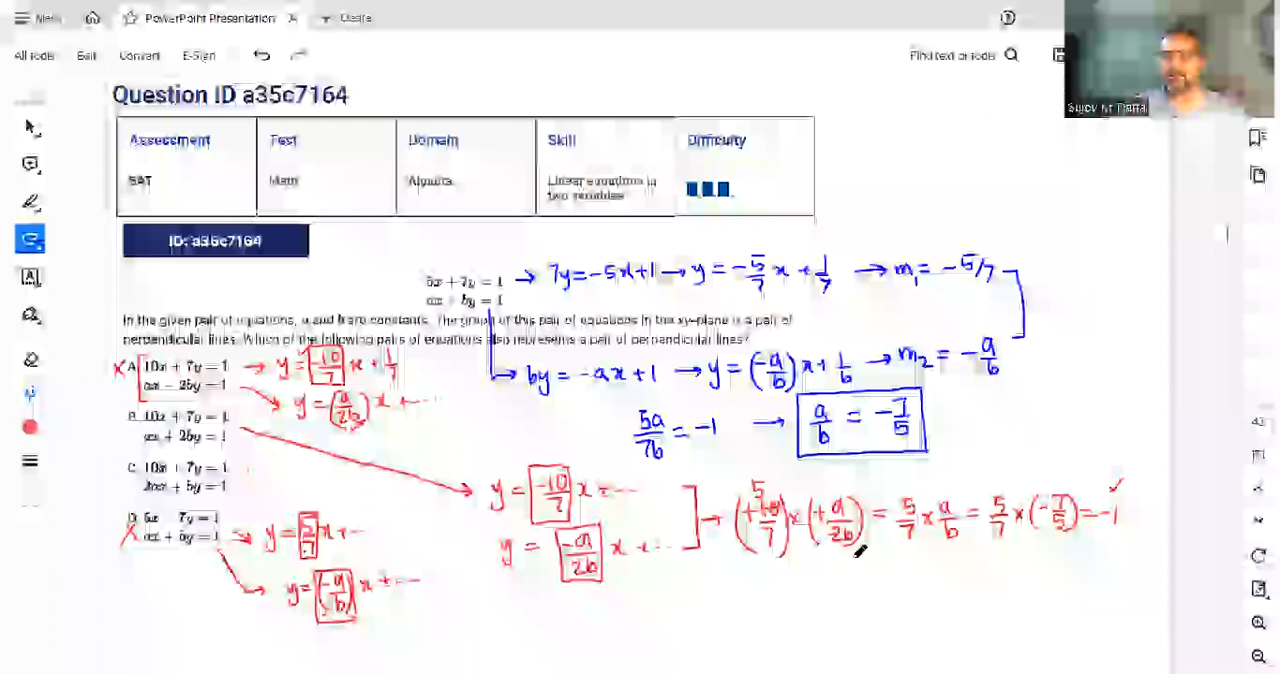 Menu PowerPoint Presentation Create
All tools Edit Convert E-Sign Find text or tools
Question ID a35c7164
Assessment Test Domain Skill Difficulty
SAT Math Algebra Linear equations in two variables
ID: a35c7164
5x + 7y = 1 → 7y = -5x+1 → y = -5/7 x + 1/7 → m₁ = -5/7
ax + by = 1
In the given pair of equations, a and b are constants. The graph of this pair of equations in the xy-plane is a pair of
perpendicular lines. Which of the following pairs of equations also represents a pair of perpendicular lines?
→ by = -ax + 1 → y = (-a/b)x + 1/b → m₂ = -a/b
X A. 10x + 7y = 1 → y = -10/7 x + 1/7
ax - 2by = 1 → y = (a/2b) x + ....
5a/7b = -1 → a/b = -7/5
B. 10x + 7y = 1
ax + 2by = 1
C. 10x + 7y = 1
2ax + by = 1
X D. 5x - 7y = 1 → y = 5/7 x + ..
ax + by = 1 → y = (-a/b) x + ....
y = -10/7 x + ....
y = -a/2b x + ...